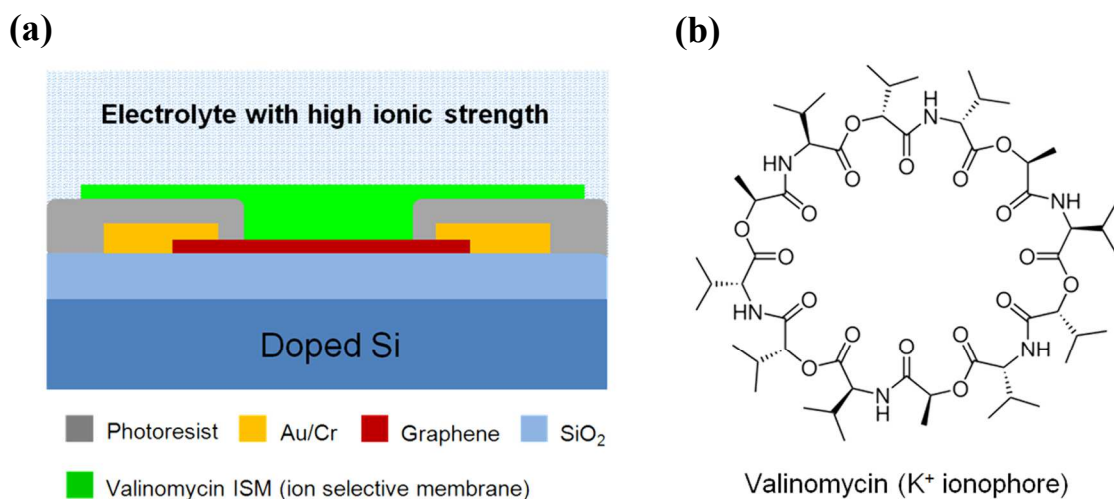 (a)
Electrolyte with high ionic strength
Doped Si
Photoresist Au/Cr Graphene SiO₂
Valinomycin ISM (ion selective membrane)
(b)
H
O N
O
HN O
O O
H
N
O O
O
O O
O
O O
NH O
O O O NH
O
O
N
H
Valinomycin (K⁺ ionophore)